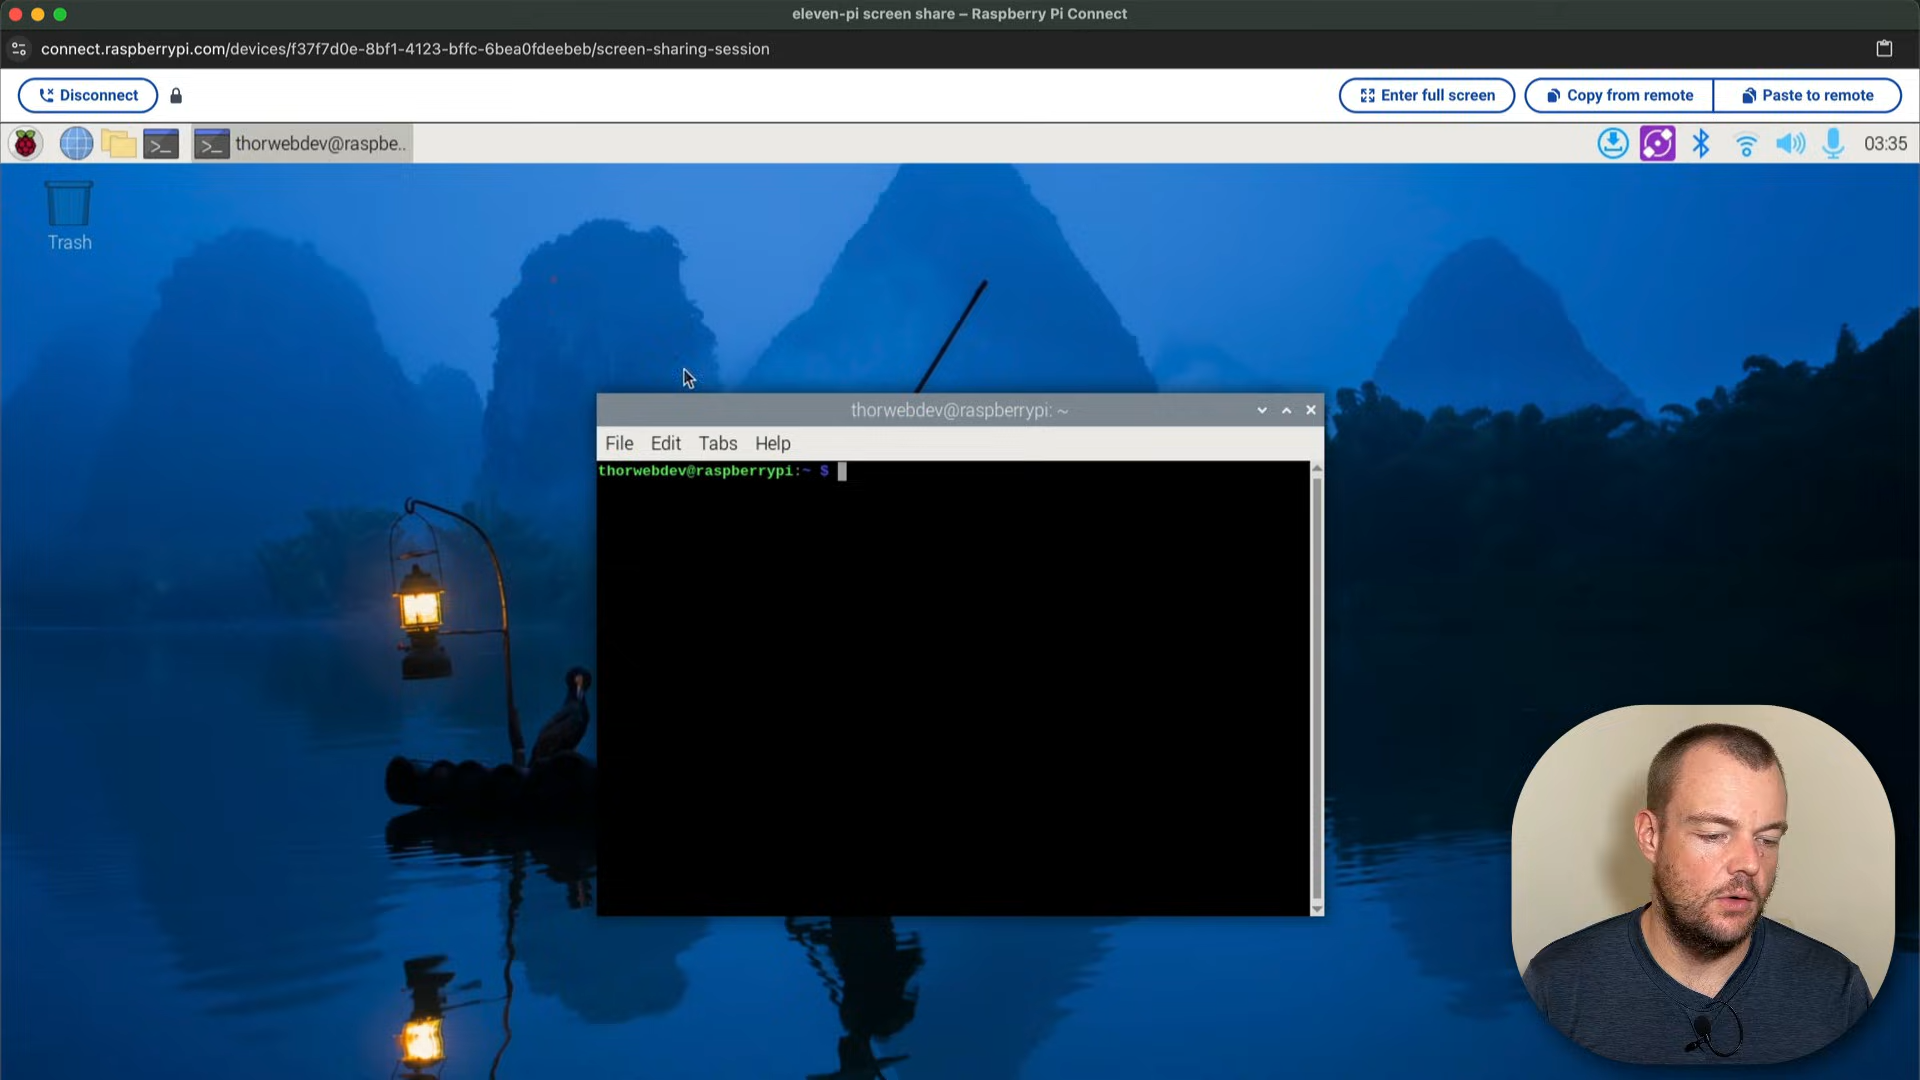 eleven-pi screen share – Raspberry Pi Connect
connect.raspberrypi.com/devices/f37f7d0e-8bf1-4123-bffc-6bea0fdeebeb/screen-sharing-session
Disconnect
Enter full screen
Copy from remote
Paste to remote
thorwebdev@raspbe..
03:35
Trash
thorwebdev@raspberrypi: ~
File Edit Tabs Help
thorwebdev@raspberrypi:~ $